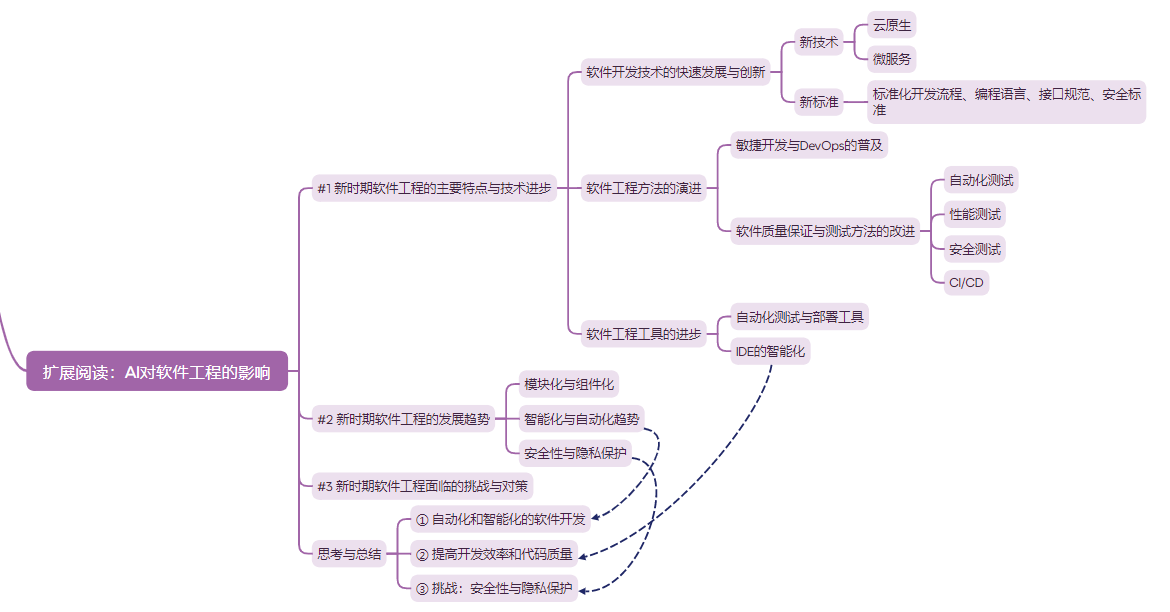 扩展阅读：AI对软件工程的影响
#1 新时期软件工程的主要特点与技术进步
软件开发技术的快速发展与创新
新技术
云原生
微服务
新标准
标准化开发流程、编程语言、接口规范、安全标
准
软件工程方法的演进
敏捷开发与DevOps的普及
软件质量保证与测试方法的改进
自动化测试
性能测试
安全测试
CI/CD
软件工程工具的进步
自动化测试与部署工具
IDE的智能化
#2 新时期软件工程的发展趋势
模块化与组件化
智能化与自动化趋势
安全性与隐私保护
#3 新时期软件工程面临的挑战与对策
思考与总结
① 自动化和智能化的软件开发
② 提高开发效率和代码质量
③ 挑战：安全性与隐私保护